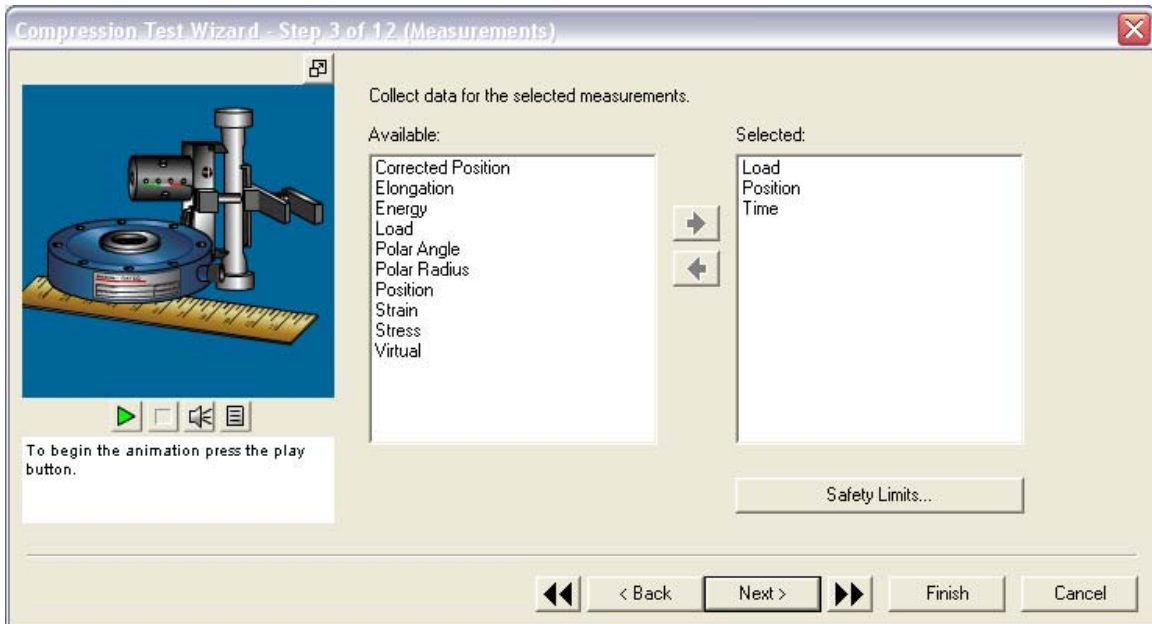 Compression Test Wizard - Step 3 of 12 (Measurements)
Collect data for the selected measurements.
Available:
Corrected Position
Elongation
Energy
Load
Polar Angle
Polar Radius
Position
Strain
Stress
Virtual
Selected:
Load
Position
Time
To begin the animation press the play
button.
Safety Limits...
< Back
Next >
Finish
Cancel